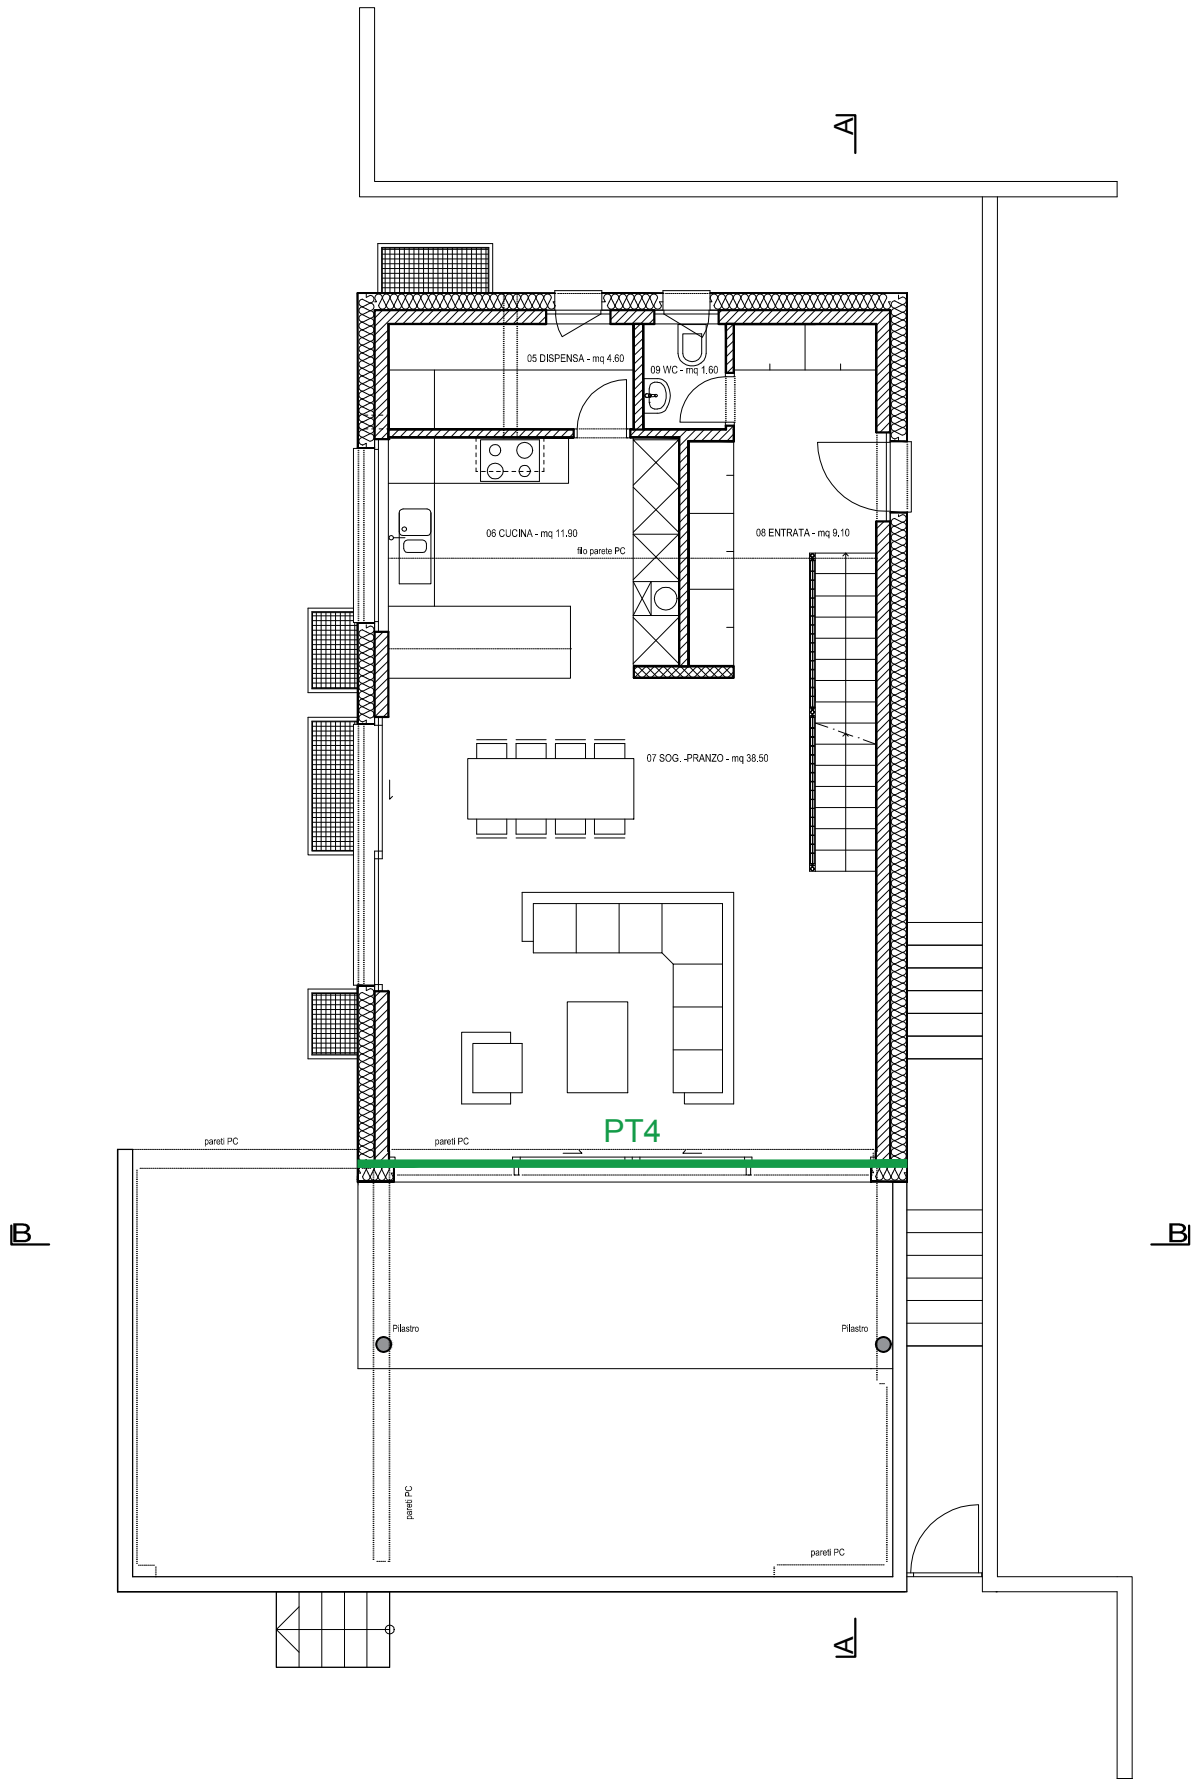 A
05 DISPENSA - mq 4.60
09 WC - mq 1.60
06 CUCINA - mq 11.90
08 ENTRATA - mq 9.10
filo parete PC
07 SOG. -PRANZO - mq 38.50
PT4
pareti PC
pareti PC
B
B
Pilastro
Pilastro
pareti PC
pareti PC
A